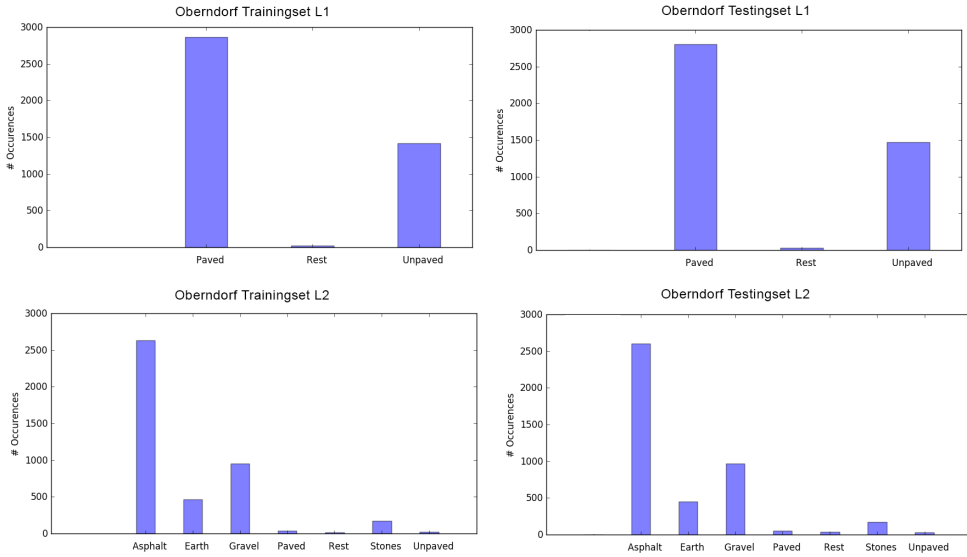 Oberndorf Trainingset L1
3000
2500
2000
1500
1000
500
0
# Occurences
Paved Rest Unpaved
Oberndorf Testingset L1
3000
2500
2000
1500
1000
500
0
# Occurences
Paved Rest Unpaved
Oberndorf Trainingset L2
3000
2500
2000
1500
1000
500
0
# Occurences
Asphalt Earth Gravel Paved Rest Stones Unpaved
Oberndorf Testingset L2
3000
2500
2000
1500
1000
500
0
# Occurences
Asphalt Earth Gravel Paved Rest Stones Unpaved